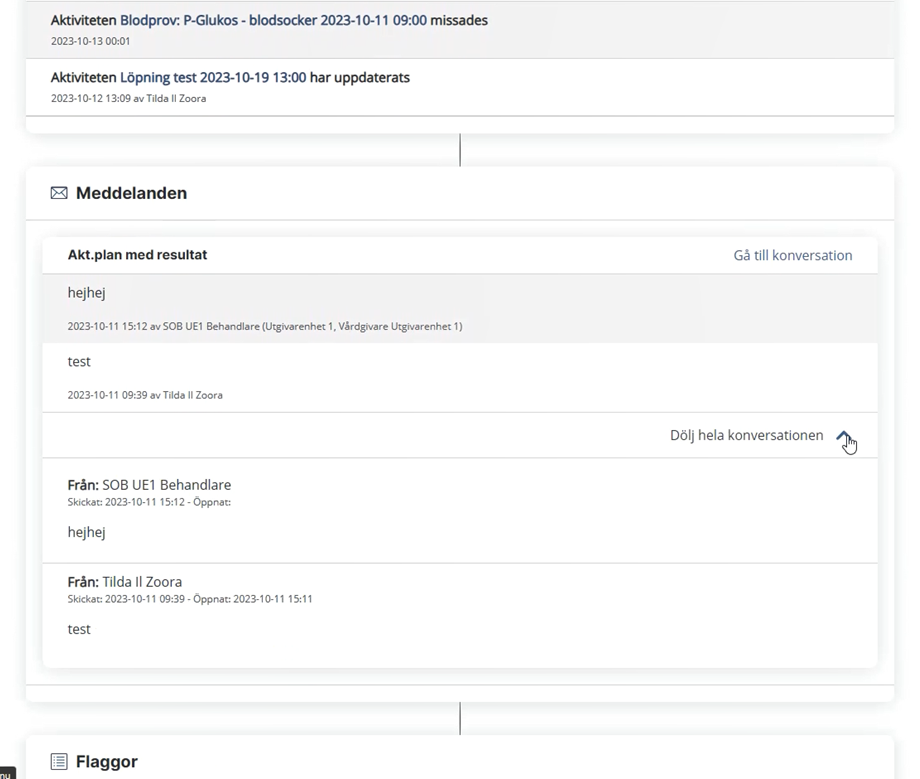 Aktiviteten Blodprov: P-Glukos - blodsocker 2023-10-11 09:00 missades
2023-10-13 00:01
Aktiviteten Löpning test 2023-10-19 13:00 har uppdaterats
2023-10-12 13:09 av Tilda Il Zoora
Meddelanden
Akt.plan med resultat
Gå till konversation
hejhej
2023-10-11 15:12 av SOB UE1 Behandlare (Utgivarenhet 1, Vårdgivare Utgivarenhet 1)
test
2023-10-11 09:39 av Tilda Il Zoora
Dölj hela konversationen
Från: SOB UE1 Behandlare
Skickat: 2023-10-11 15:12 - Öppnat:
hejhej
Från: Tilda Il Zoora
Skickat: 2023-10-11 09:39 - Öppnat: 2023-10-11 15:11
test
Flaggor